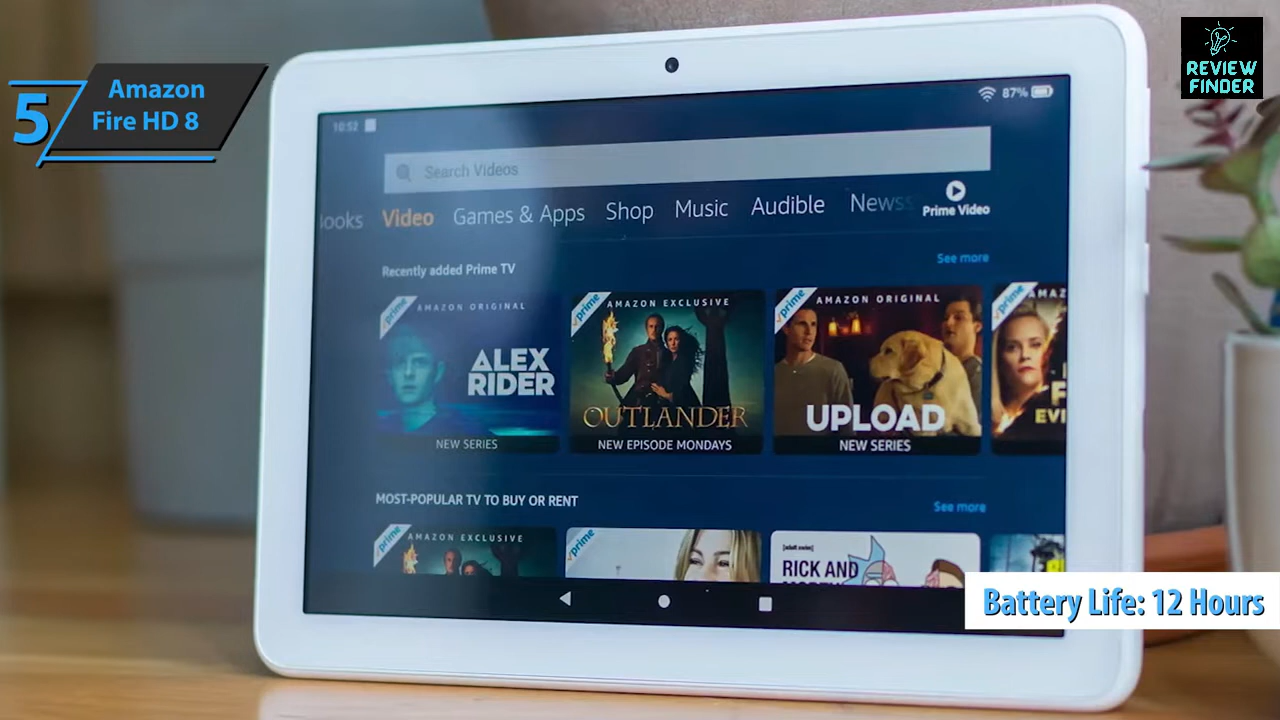 5
Amazon
Fire HD 8
REVIEW
FINDER
10:52
87%
Search Videos
Video Games & Apps Shop Music Audible
Prime Video
Recently added Prime TV
See more
prime AMAZON ORIGINAL
ALEX
RIDER
NEW SERIES
prime AMAZON EXCLUSIVE
OUTLANDER
NEW EPISODE MONDAYS
prime AMAZON ORIGINAL
UPLOAD
NEW SERIES
prime
MOST-POPULAR TV TO BUY OR RENT
See more
prime AMAZON EXCLUSIVE
prime
[adult swim]
RICK AND
Battery Life: 12 Hours